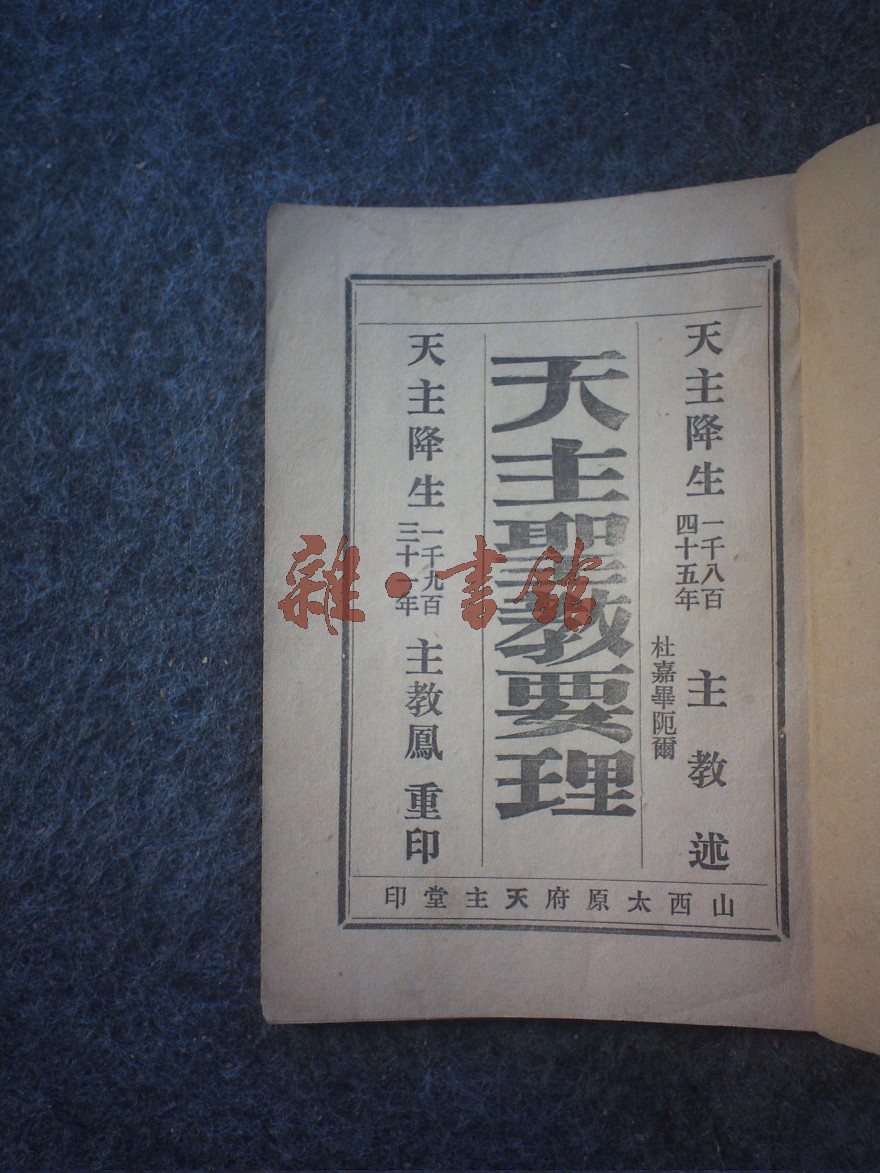 天主降生一千八百四十五年
主教述
杜嘉畢阨爾
天主聖教要理
天主降生一千九百三十一年主教鳳重印
山西太原府天主堂印
雜·書館